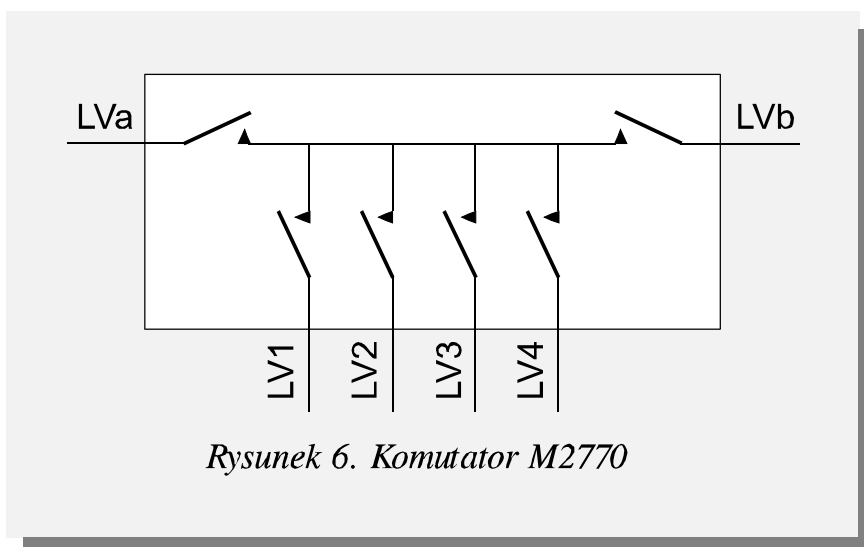 LVa
LVb
LV1
LV2
LV3
LV4
Rysunek 6. Komutator M2770